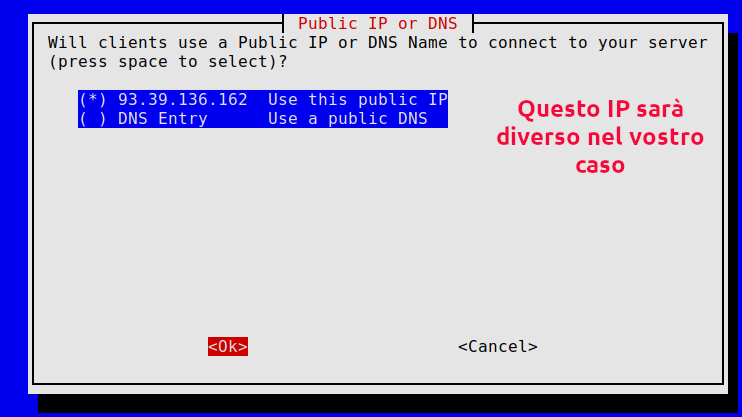 Public IP or DNS
Will clients use a Public IP or DNS Name to connect to your server
(press space to select)?
(*) 93.39.136.162  Use this public IP
( ) DNS Entry      Use a public DNS
Questo IP sarà
diverso nel vostro
caso
<Ok>                     <Cancel>